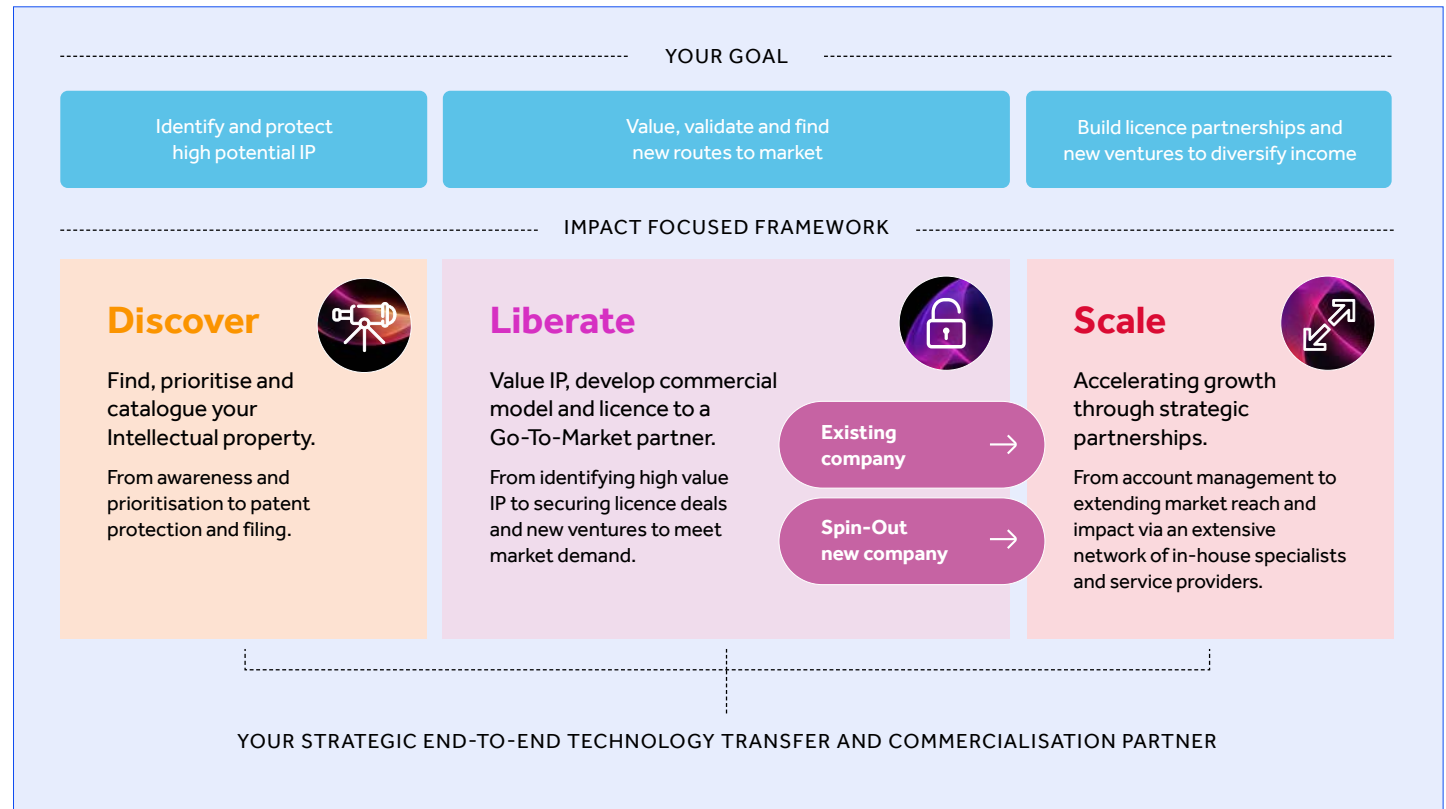 YOUR GOAL
Identify and protect
high potential IP
Value, validate and find
new routes to market
Build licence partnerships and
new ventures to diversify income
IMPACT FOCUSED FRAMEWORK
Discover
Find, prioritise and
catalogue your
Intellectual property.
From awareness and
prioritisation to patent
protection and filing.
Liberate
Value IP, develop commercial
model and licence to a
Go-To-Market partner.
From identifying high value
IP to securing licence deals
and new ventures to meet
market demand.
Existing
company
Spin-Out
new company
Scale
Accelerating growth
through strategic
partnerships.
From account management to
extending market reach and
impact via an extensive
network of in-house specialists
and service providers.
YOUR STRATEGIC END-TO-END TECHNOLOGY TRANSFER AND COMMERCIALISATION PARTNER